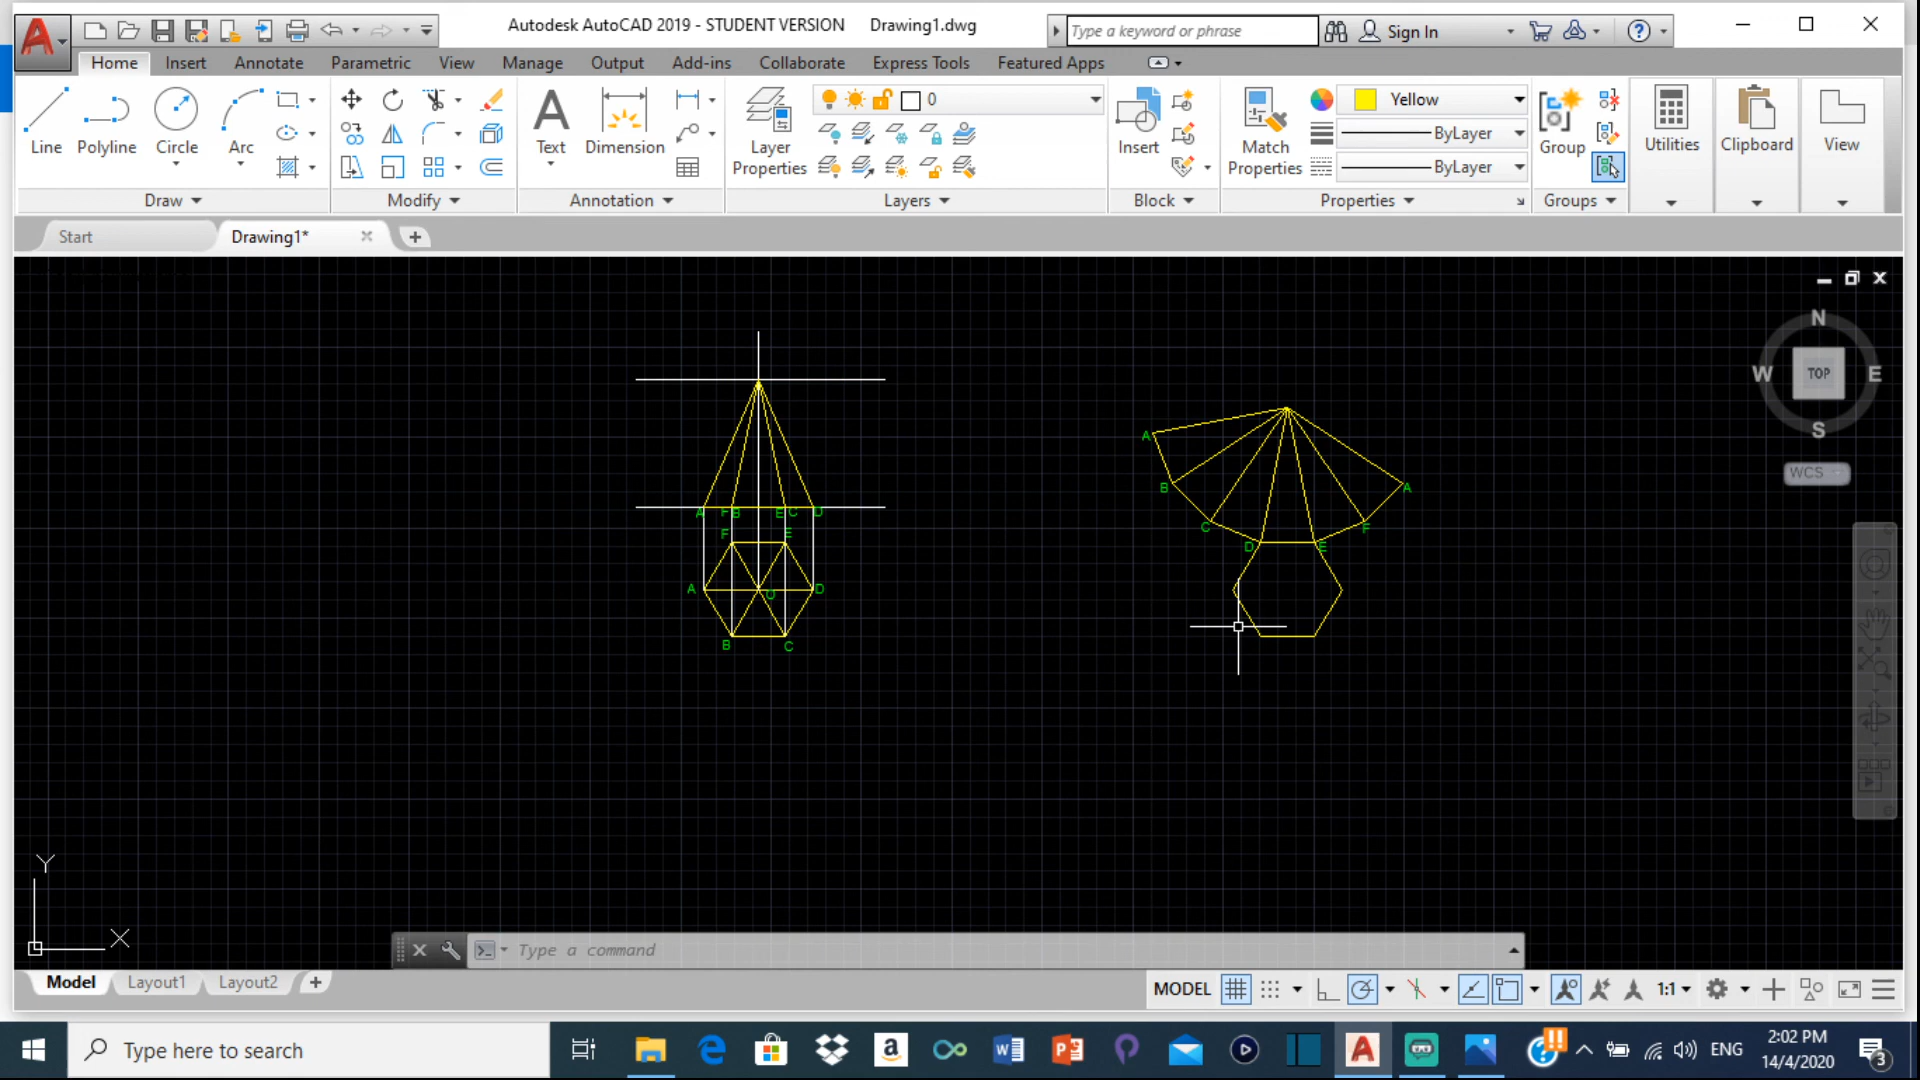 Autodesk AutoCAD 2019 - STUDENT VERSION Drawing1.dwg
Type a keyword or phrase
Sign In
Home Insert Annotate Parametric View Manage Output Add-ins Collaborate Express Tools Featured Apps
0
Yellow
ByLayer
ByLayer
Line Polyline Circle Arc
Text Dimension
Layer Properties
Insert
Match Properties
Group
Utilities
Clipboard
View
Draw Modify Annotation Layers Block Properties Groups
Start Drawing1*
N
W TOP E
S
WCS
A F B E C D
F E
A O D
B C
A
B A
C F
D E
Y
X
Type a command
Model Layout1 Layout2
MODEL 1:1
Type here to search
ENG
2:02 PM
14/4/2020
3